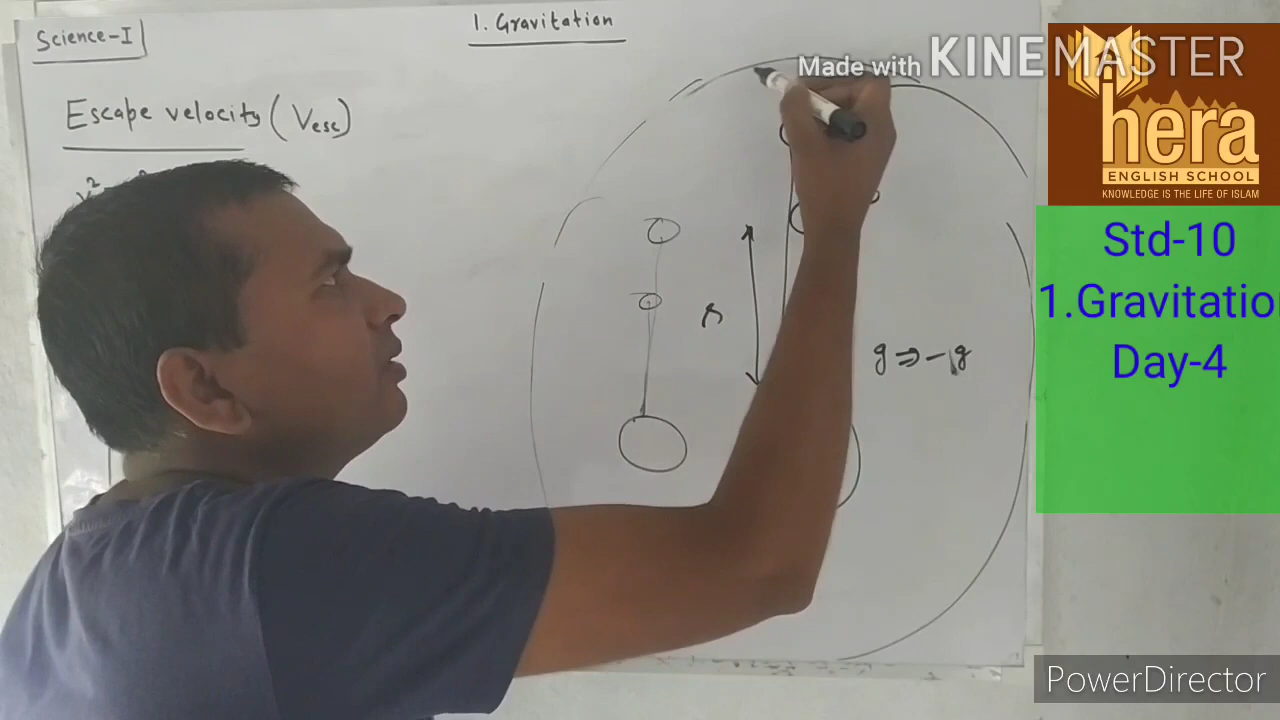 Science-I
1. Gravitation
Escape velocity (Vesc)
g ⇒ -g
Made with KINEMASTER
hera
ENGLISH SCHOOL
KNOWLEDGE IS THE LIFE OF ISLAM
Std-10
1.Gravitatio
Day-4
PowerDirector